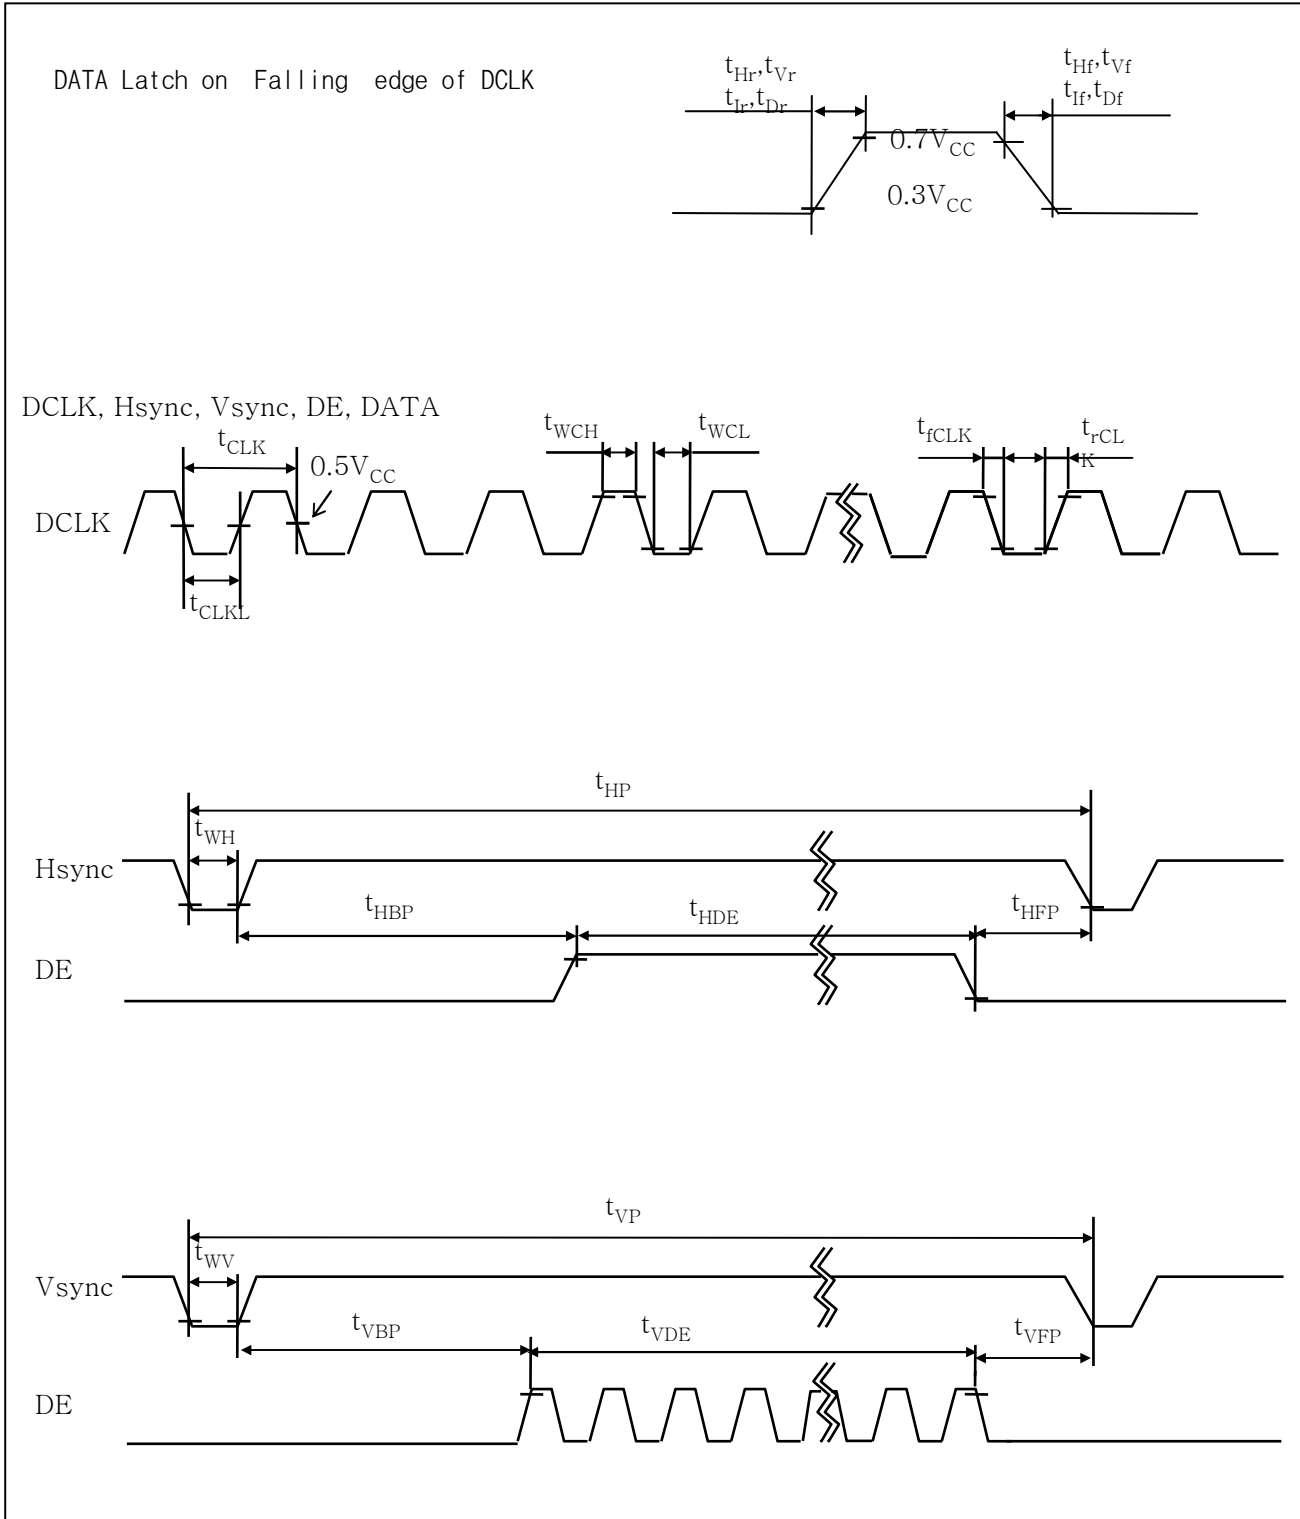 DATA Latch on Falling edge of DCLK
tHr,tVr
tIr,tDr
tHf,tVf
tIf,tDf
0.7VCC
0.3VCC
DCLK, Hsync, Vsync, DE, DATA
tCLK
0.5VCC
tWCH
tWCL
tfCLK
trCL
K
DCLK
tCLKL
tHP
tWH
Hsync
tHBP
tHDE
tHFP
DE
tVP
tWV
Vsync
tVBP
tVDE
tVFP
DE